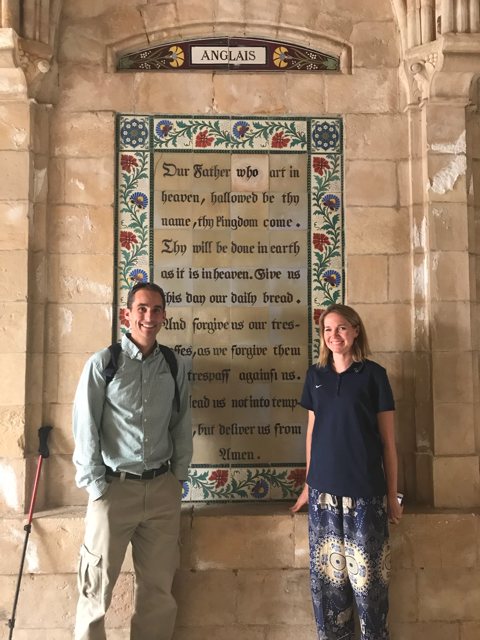 ANGLAIS
Our Father who art in
heaven, hallowed be thy
name, thy kingdom come.
Thy will be done in earth
as it is in heaven. Give us
this day our daily bread.
And forgive us our tres-
ses, as we forgive them
trespass against us.
lead us not into temp-
, but deliver us from
Amen.